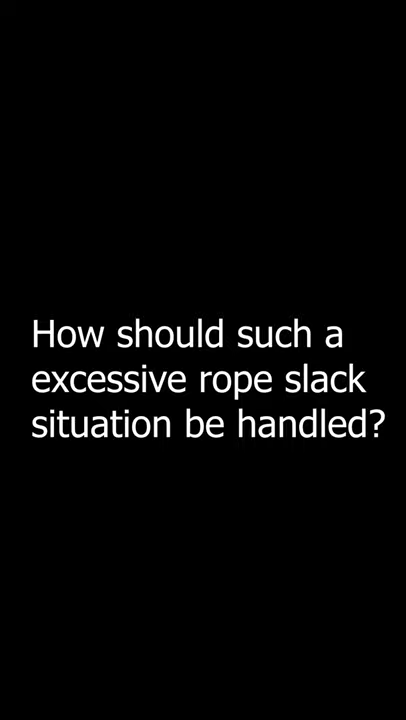 How should such a
excessive rope slack
situation be handled?